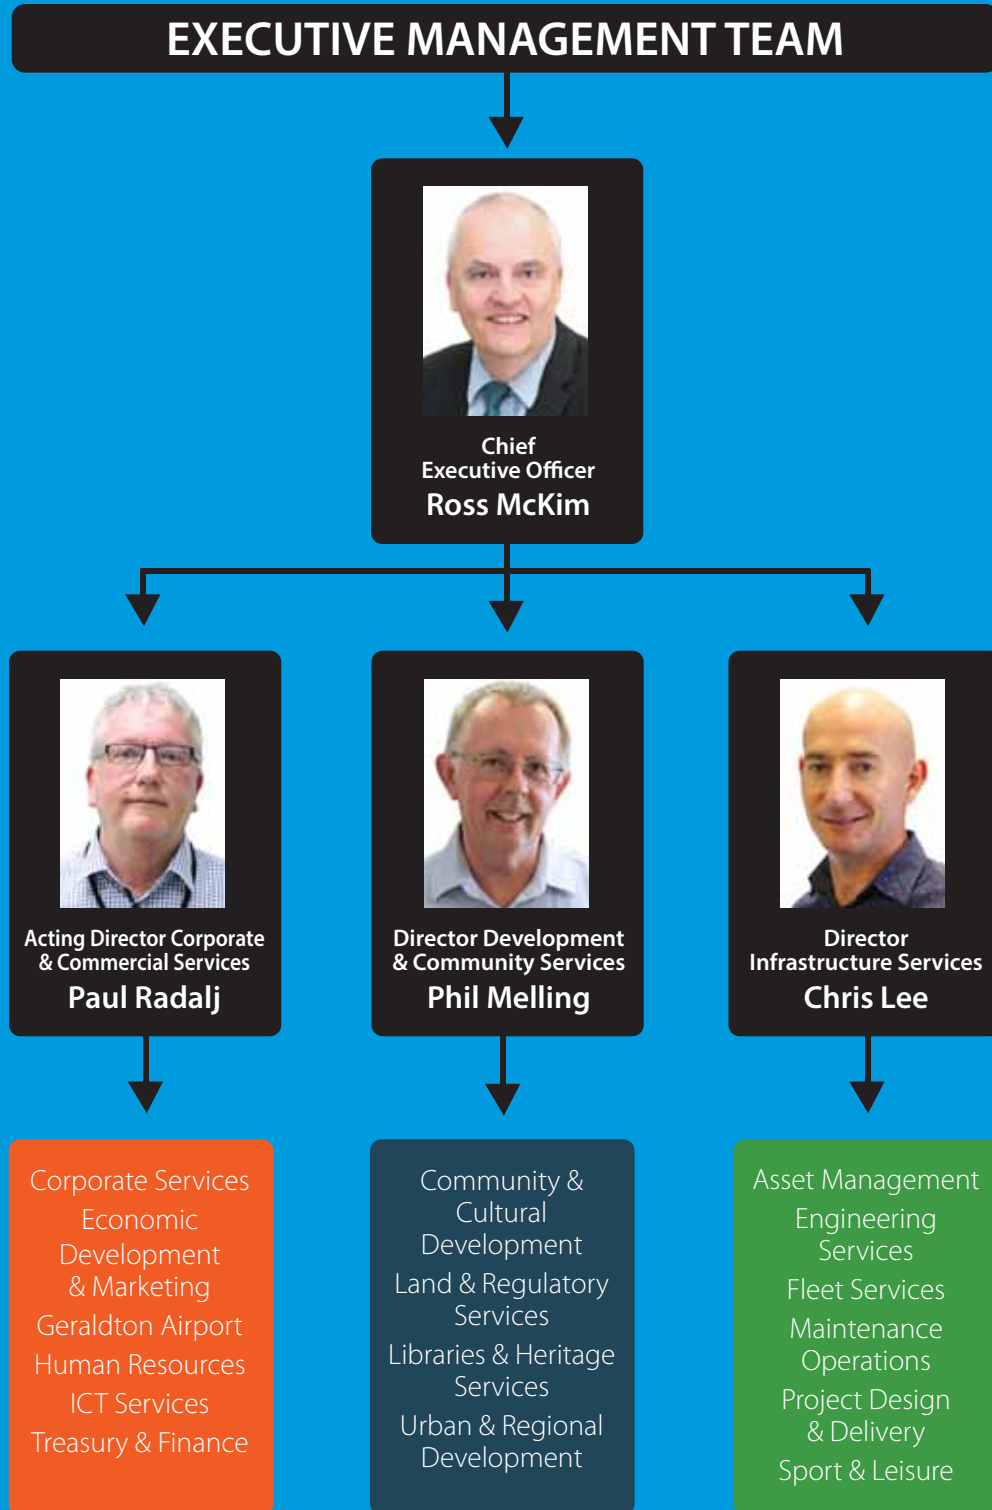 EXECUTIVE MANAGEMENT TEAM
Chief
Executive Officer
Ross McKim
Acting Director Corporate
& Commercial Services
Paul Radalj
Director Development
& Community Services
Phil Melling
Director
Infrastructure Services
Chris Lee
Corporate Services
Economic
Development
& Marketing
Geraldton Airport
Human Resources
ICT Services
Treasury & Finance
Community &
Cultural
Development
Land & Regulatory
Services
Libraries & Heritage
Services
Urban & Regional
Development
Asset Management
Engineering
Services
Fleet Services
Maintenance
Operations
Project Design
& Delivery
Sport & Leisure